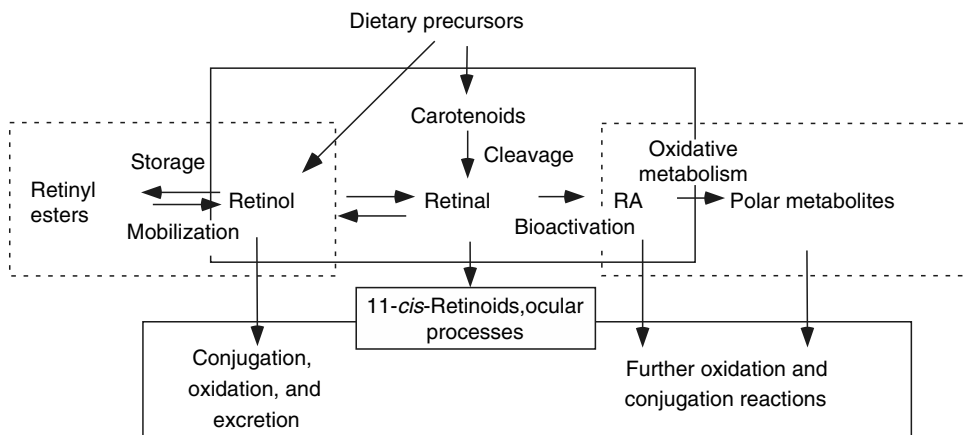 Dietary precursors
Carotenoids
Cleavage
Storage
Retinyl
esters
Mobilization
Retinol
Retinal
Bioactivation
RA
Oxidative
metabolism
Polar metabolites
11-cis-Retinoids,ocular
processes
Conjugation,
oxidation, and
excretion
Further oxidation and
conjugation reactions